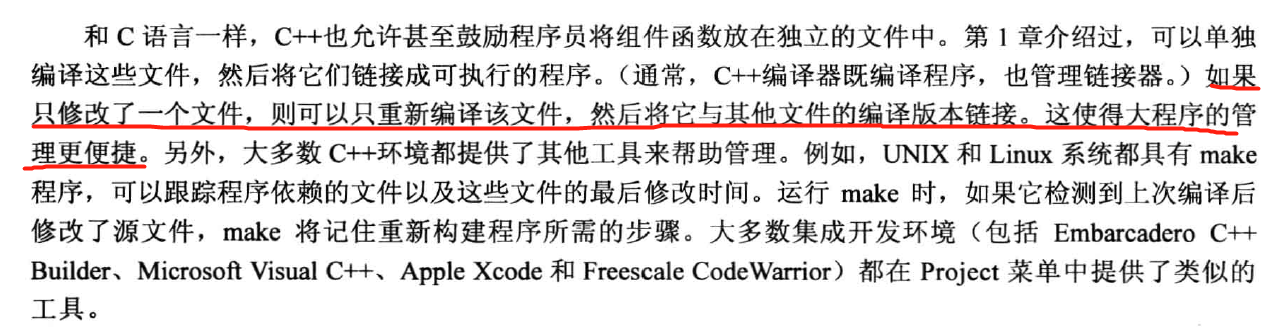 和 C 语言一样，C++也允许甚至鼓励程序员将组件函数放在独立的文件中。第 1 章介绍过，可以单独
编译这些文件，然后将它们链接成可执行的程序。（通常，C++编译器既编译程序，也管理链接器。）如果
只修改了一个文件，则可以只重新编译该文件，然后将它与其他文件的编译版本链接。这使得大程序的管
理更便捷。另外，大多数 C++环境都提供了其他工具来帮助管理。例如，UNIX 和 Linux 系统都具有 make
程序，可以跟踪程序依赖的文件以及这些文件的最后修改时间。运行 make 时，如果它检测到上次编译后
修改了源文件，make 将记住重新构建程序所需的步骤。大多数集成开发环境（包括 Embarcadero C++
Builder、Microsoft Visual C++、Apple Xcode 和 Freescale CodeWarrior）都在 Project 菜单中提供了类似的
工具。